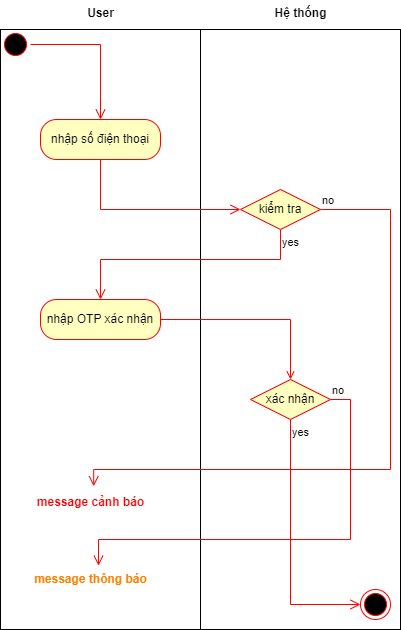 User
Hệ thống
nhập số điện thoại
kiểm tra
no
yes
nhập OTP xác nhận
xác nhận
no
yes
message cảnh báo
message thông báo